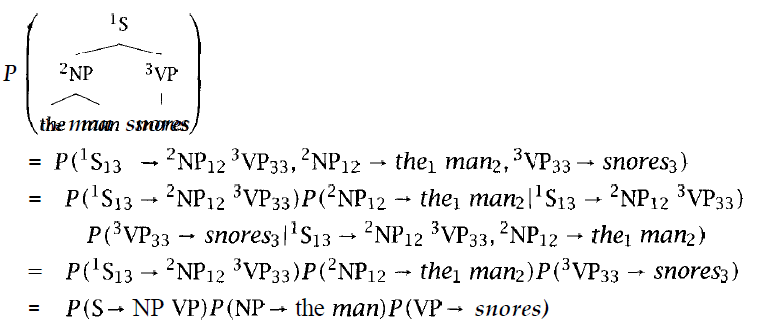 ¹S
P
²NP ³VP
the man snores
= P(¹S₁₃ → ²NP₁₂ ³VP₃₃, ²NP₁₂ → the₁ man₂, ³VP₃₃ → snores₃)
= P(¹S₁₃ → ²NP₁₂ ³VP₃₃)P(²NP₁₂ → the₁ man₂|¹S₁₃ → ²NP₁₂ ³VP₃₃)
P(³VP₃₃ → snores₃|¹S₁₃ → ²NP₁₂ ³VP₃₃, ²NP₁₂ → the₁ man₂)
= P(¹S₁₃ → ²NP₁₂ ³VP₃₃)P(²NP₁₂ → the₁ man₂)P(³VP₃₃ → snores₃)
= P(S → NP VP)P(NP → the man)P(VP → snores)